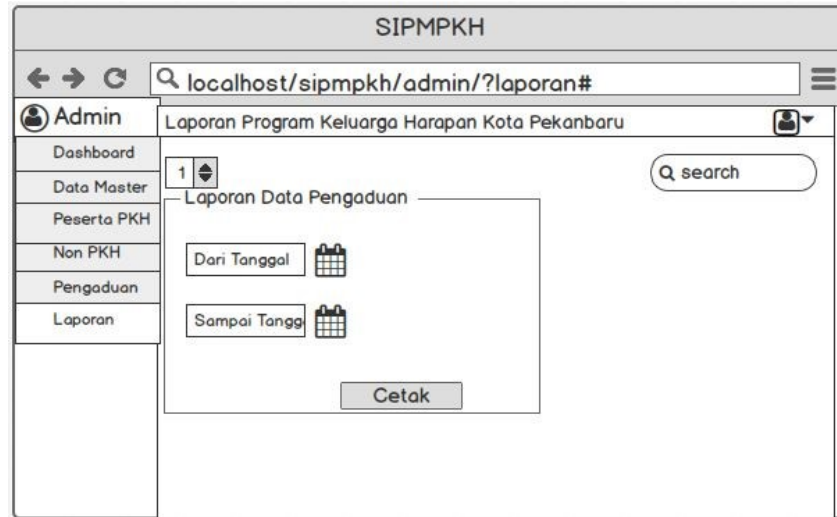 SIPMPKH
localhost/sipmpkh/admin/?laporan#
Admin
Laporan Program Keluarga Harapan Kota Pekanbaru
Dashboard
Data Master
Peserta PKH
Non PKH
Pengaduan
Laporan
1
search
Laporan Data Pengaduan
Dari Tanggal
Sampai Tangga
Cetak